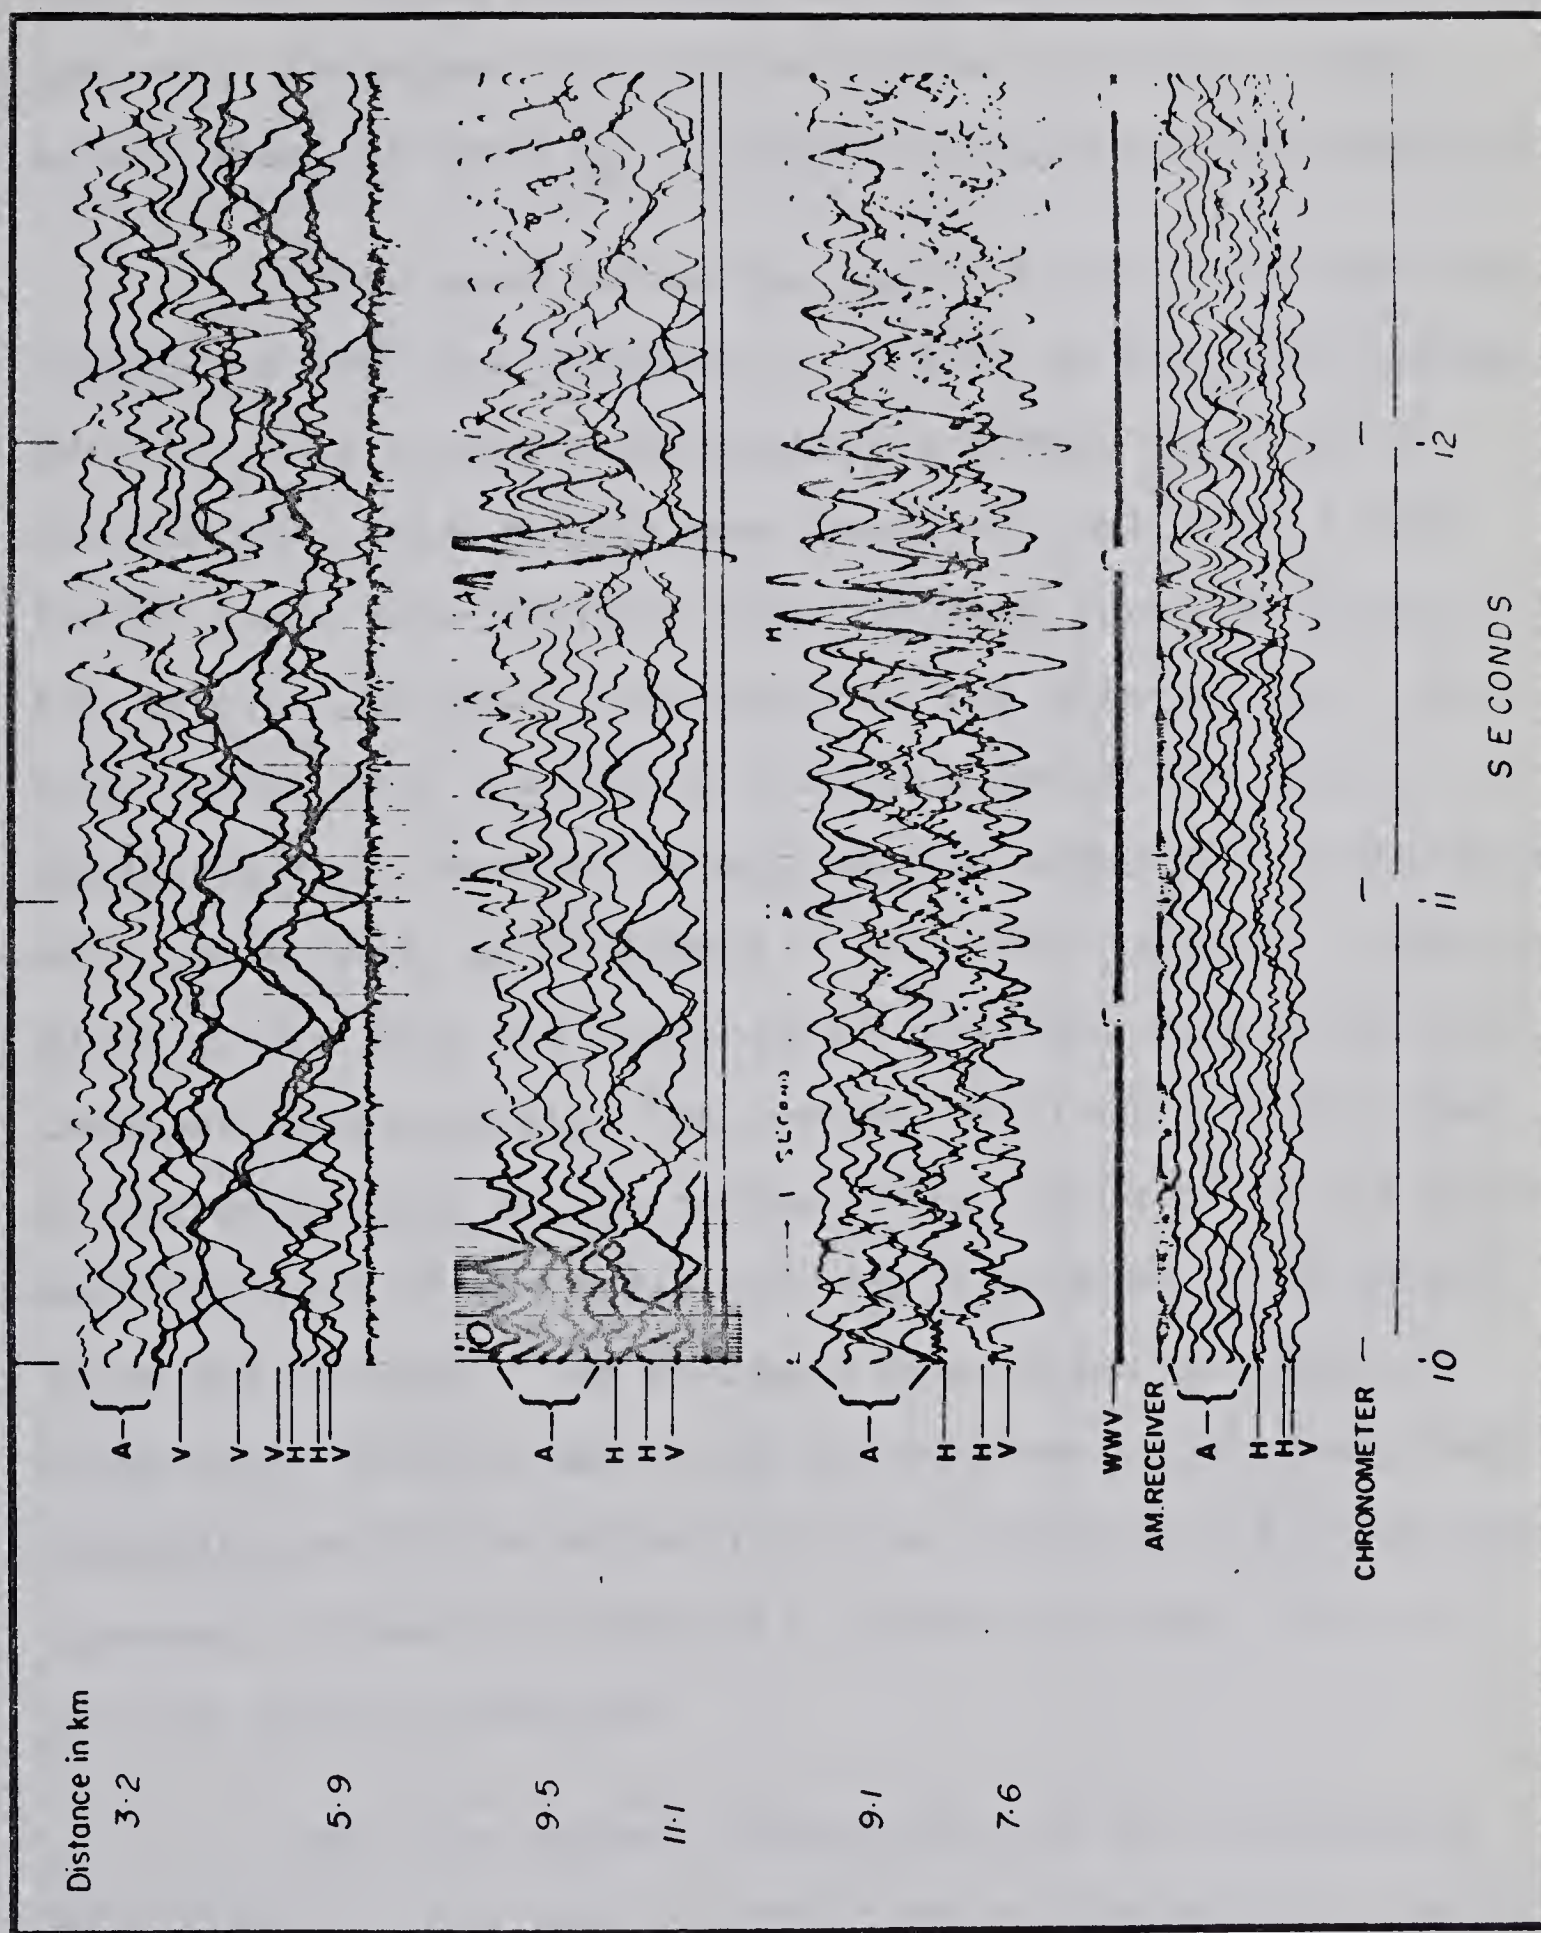 Distance in km
3·2
5·9
9·5
11·1
9·1
7·6
A
V
V
V
H
H
V
A
H
H
V
A
H
H
V
WWV
AM.RECEIVER
A
H
H
V
CHRONOMETER
1 Second
10
11
12
SECONDS